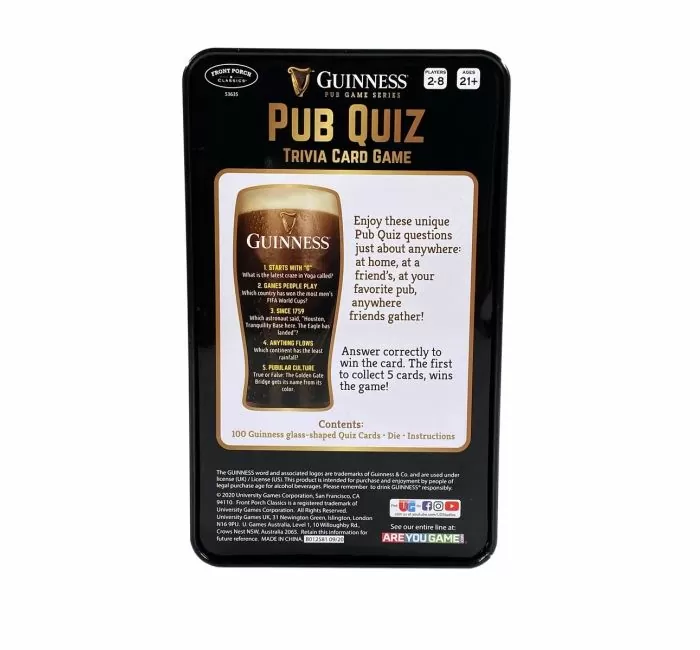 FRONT PORCH
CLASSICS
53635
GUINNESS
PUB GAME SERIES
PLAYERS
2-8
AGES
21+
PUB QUIZ
TRIVIA CARD GAME
GUINNESS
1. STARTS WITH "G"
What is the latest craze in Yoga called?
2. GAMES PEOPLE PLAY
Which country has won the most men's
FIFA World Cups?
3. SINCE 1759
Which astronaut said, "Houston,
Tranquility Base here. The Eagle has
landed"?
4. ANYTHING FLOWS
Which continent has the least
rainfall?
5. PUBULAR CULTURE
True or False: The Golden Gate
Bridge gets its name from its
color.
Enjoy these unique
Pub Quiz questions
just about anywhere:
at home, at a
friend's, at your
favorite pub,
anywhere
friends gather!
Answer correctly to
win the card. The first
to collect 5 cards, wins
the game!
Contents:
100 Guinness glass-shaped Quiz Cards • Die • Instructions
The GUINNESS word and associated logos are trademarks of Guinness & Co. and are used under
license (UK) / License (US). This product is intended for purchase and enjoyment by people of
legal purchase age for alcohol beverages. Please remember to drink GUINNESS® responsibly.
© 2020 University Games Corporation, San Francisco, CA
94110. Front Porch Classics is a registered trademark of
University Games Corporation. All Rights Reserved.
University Games UK, 31 Newington Green, Islington, London
N16 9PU. U. Games Australia, Level 1, 10 Willoughby Rd.,
Crows Nest NSW, Australia 2065. Retain this information for
future reference. MADE IN CHINA. B012581 09/20
See our entire line at:
AREYOUGAME.com